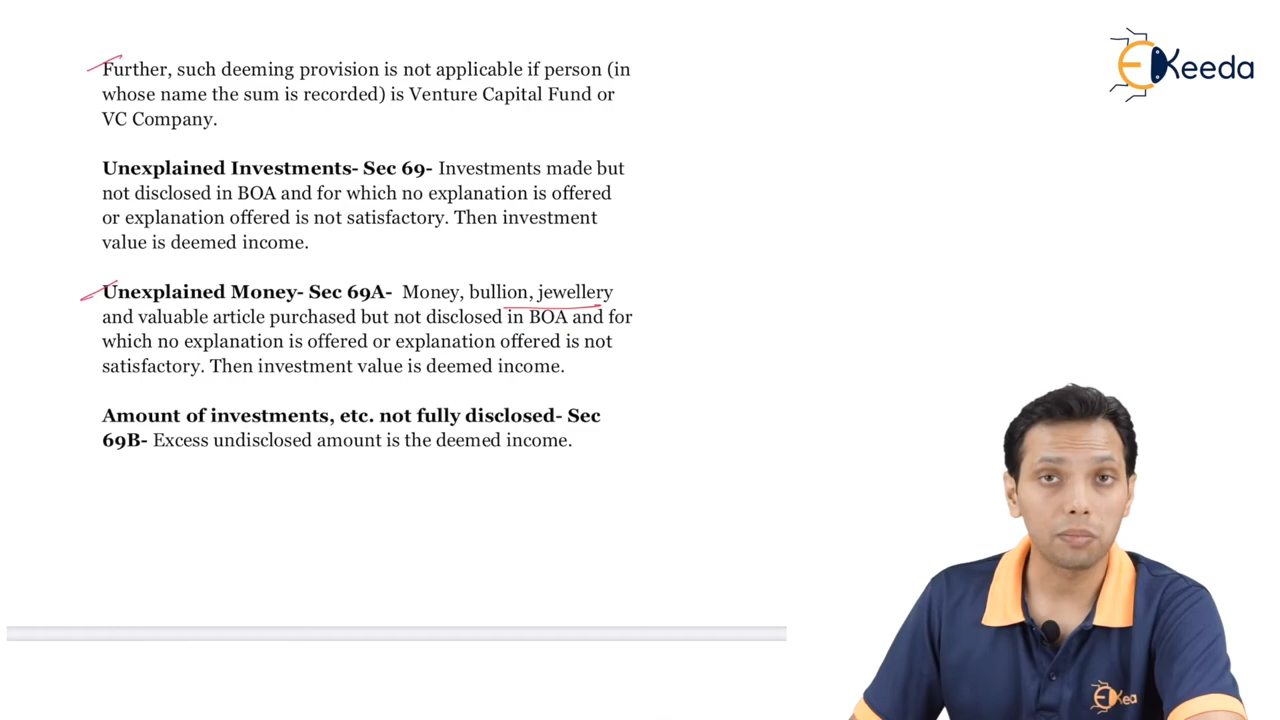 Further, such deeming provision is not applicable if person (in
whose name the sum is recorded) is Venture Capital Fund or
VC Company.
Unexplained Investments- Sec 69- Investments made but
not disclosed in BOA and for which no explanation is offered
or explanation offered is not satisfactory. Then investment
value is deemed income.
Unexplained Money- Sec 69A- Money, bullion, jewellery
and valuable article purchased but not disclosed in BOA and for
which no explanation is offered or explanation offered is not
satisfactory. Then investment value is deemed income.
Amount of investments, etc. not fully disclosed- Sec
69B- Excess undisclosed amount is the deemed income.
EKeeda
EKeeda